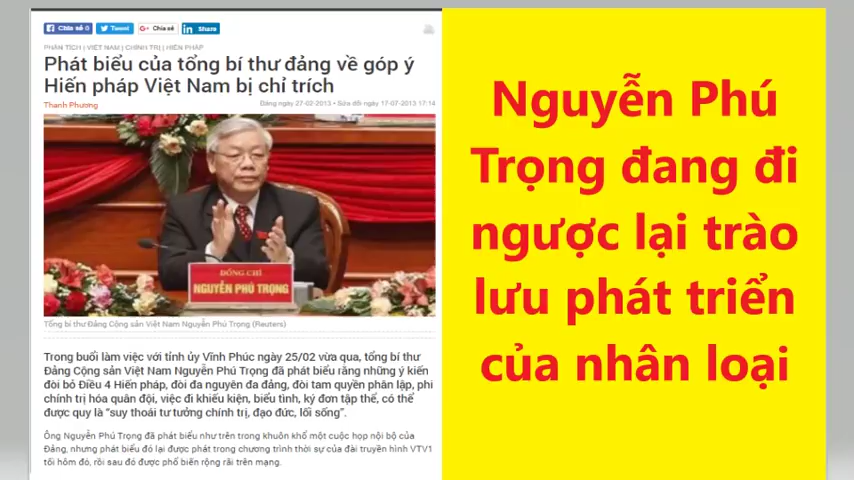 Chia sẻ 0
Tweet
Chia sẻ
Share
PHÂN TÍCH | VIỆT NAM | CHÍNH TRỊ | HIẾN PHÁP
Phát biểu của tổng bí thư đảng về góp ý
Hiến pháp Việt Nam bị chỉ trích
Thanh Phương
Đăng ngày 27-02-2013 • Sửa đổi ngày 17-07-2013 17:14
ĐỒNG CHÍ
NGUYỄN PHÚ TRỌNG
Tổng bí thư Đảng Cộng sản Việt Nam Nguyễn Phú Trọng (Reuters)
Trong buổi làm việc với tỉnh ủy Vĩnh Phúc ngày 25/02 vừa qua, tổng bí thư
Đảng Cộng sản Việt Nam Nguyễn Phú Trọng đã phát biểu rằng những ý kiến
đòi bỏ Điều 4 Hiến pháp, đòi đa nguyên đa đảng, đòi tam quyền phân lập, phi
chính trị hóa quân đội, việc đi khiếu kiện, biểu tình, ký đơn tập thể, có thể
được quy là “suy thoái tư tưởng chính trị, đạo đức, lối sống”.
Ông Nguyễn Phú Trọng đã phát biểu như trên trong khuôn khổ một cuộc họp nội bộ của
Đảng, nhưng phát biểu đó lại được phát trong chương trình thời sự của đài truyền hình VTV1
tối hôm đó, rồi sau đó được phổ biến rộng rãi trên mạng.
Nguyễn Phú
Trọng đang đi
ngược lại trào
lưu phát triển
của nhân loại